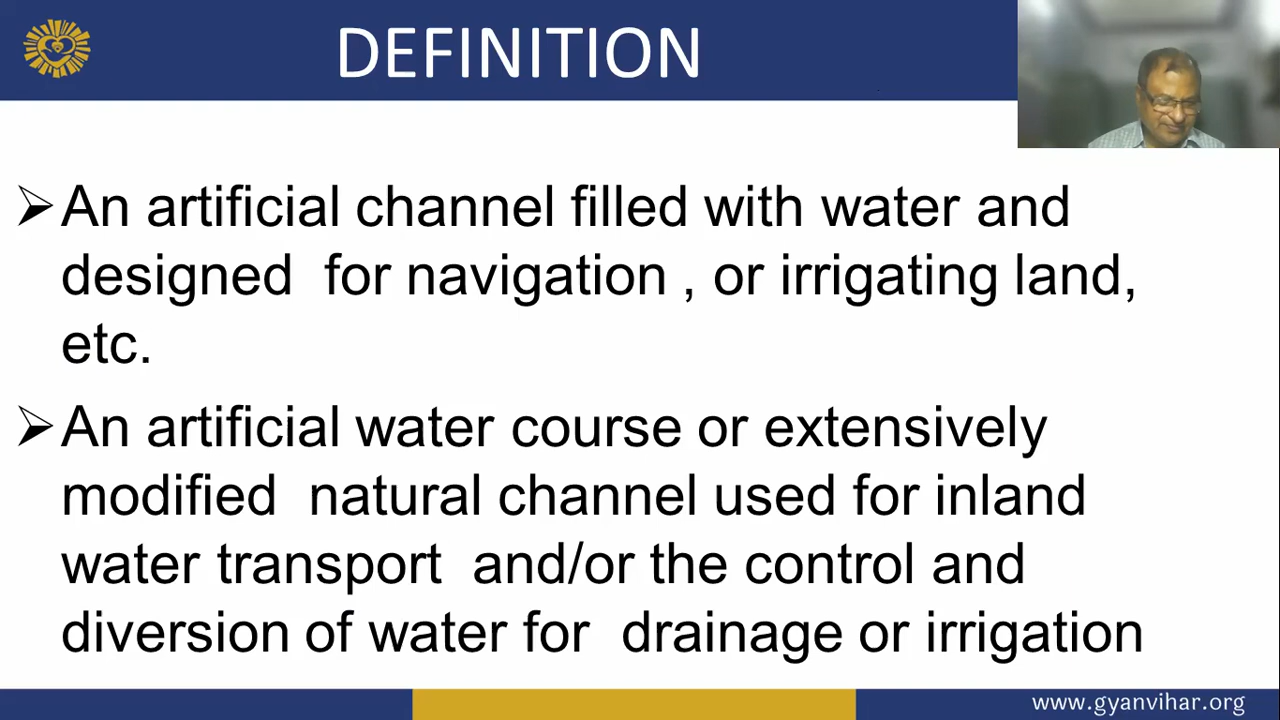 DEFINITION
➢An artificial channel filled with water and
designed for navigation , or irrigating land,
etc.
➢An artificial water course or extensively
modified natural channel used for inland
water transport and/or the control and
diversion of water for drainage or irrigation
www.gyanvihar.org